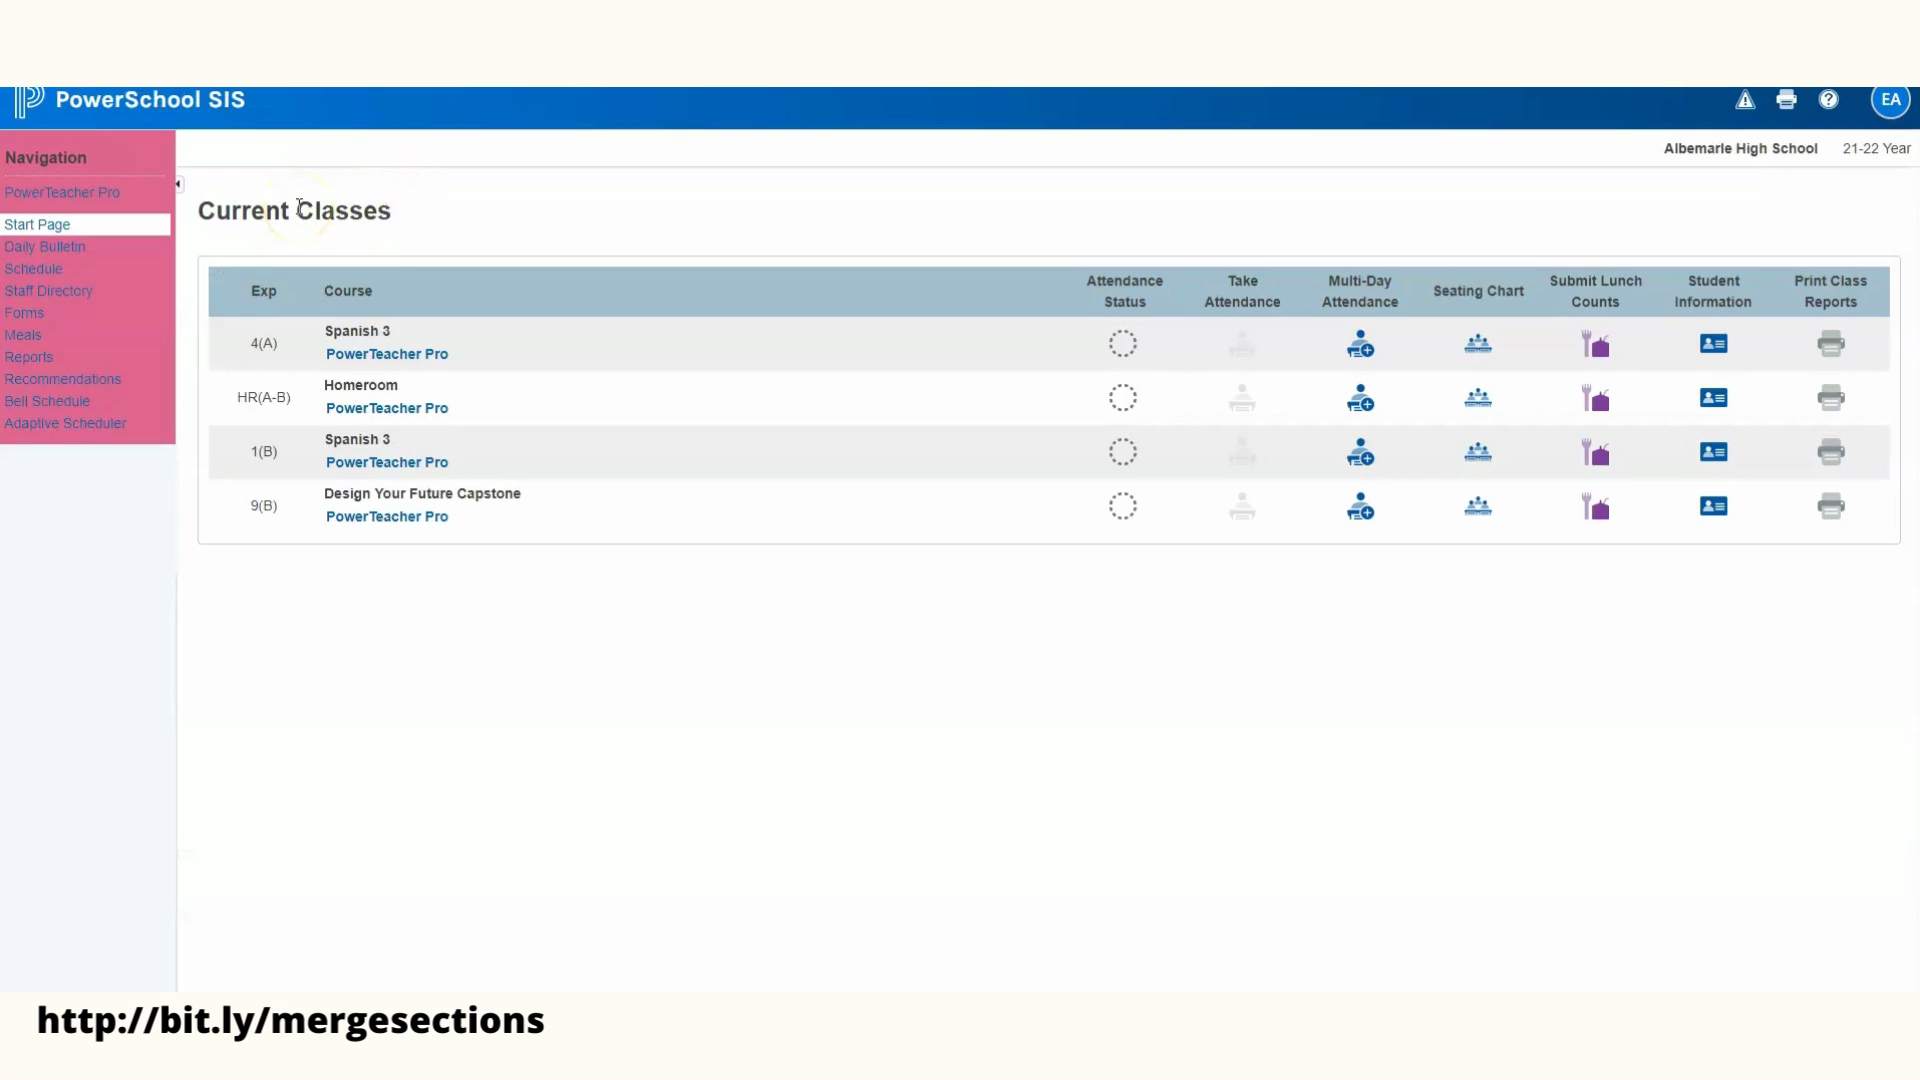 PowerSchool SIS
EA
Albemarle High School 21-22 Year
Navigation
PowerTeacher Pro
Start Page
Daily Bulletin
Schedule
Staff Directory
Forms
Meals
Reports
Recommendations
Bell Schedule
Adaptive Scheduler
Current Classes
Exp Course Attendance Status Take Attendance Multi-Day Attendance Seating Chart Submit Lunch Counts Student Information Print Class Reports
4(A) Spanish 3
PowerTeacher Pro
HR(A-B) Homeroom
PowerTeacher Pro
1(B) Spanish 3
PowerTeacher Pro
9(B) Design Your Future Capstone
PowerTeacher Pro
http://bit.ly/mergesections